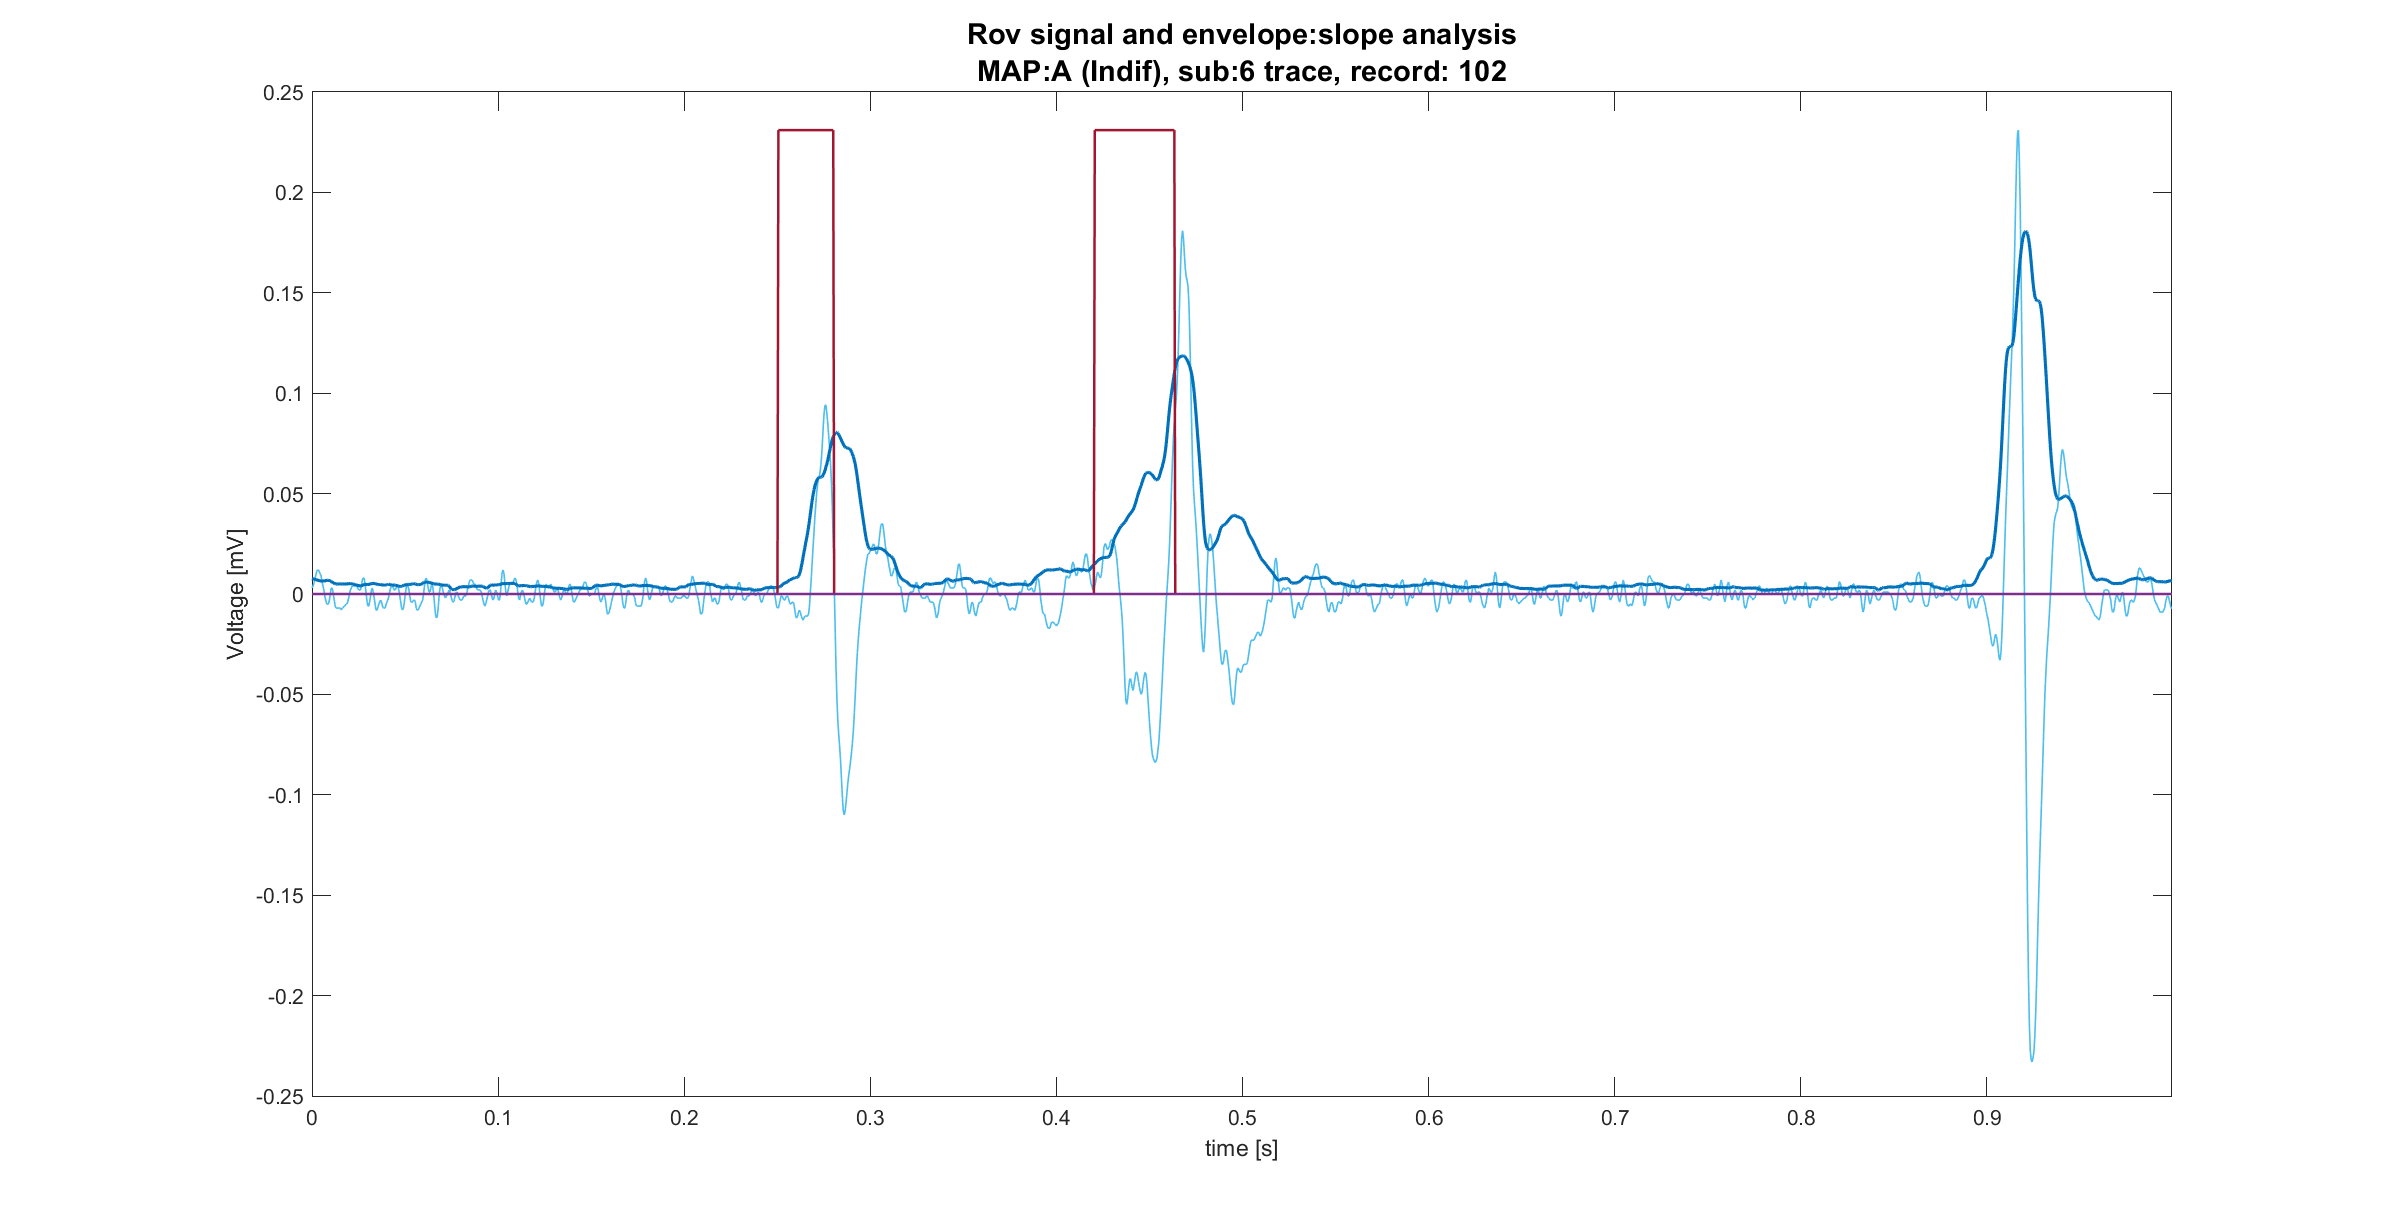 Rov signal and envelope:slope analysis
MAP:A (Indif), sub:6 trace, record: 102
0.25
0.2
0.15
0.1
0.05
0
-0.05
-0.1
-0.15
-0.2
-0.25
Voltage [mV]
0 0.1 0.2 0.3 0.4 0.5 0.6 0.7 0.8 0.9
time [s]